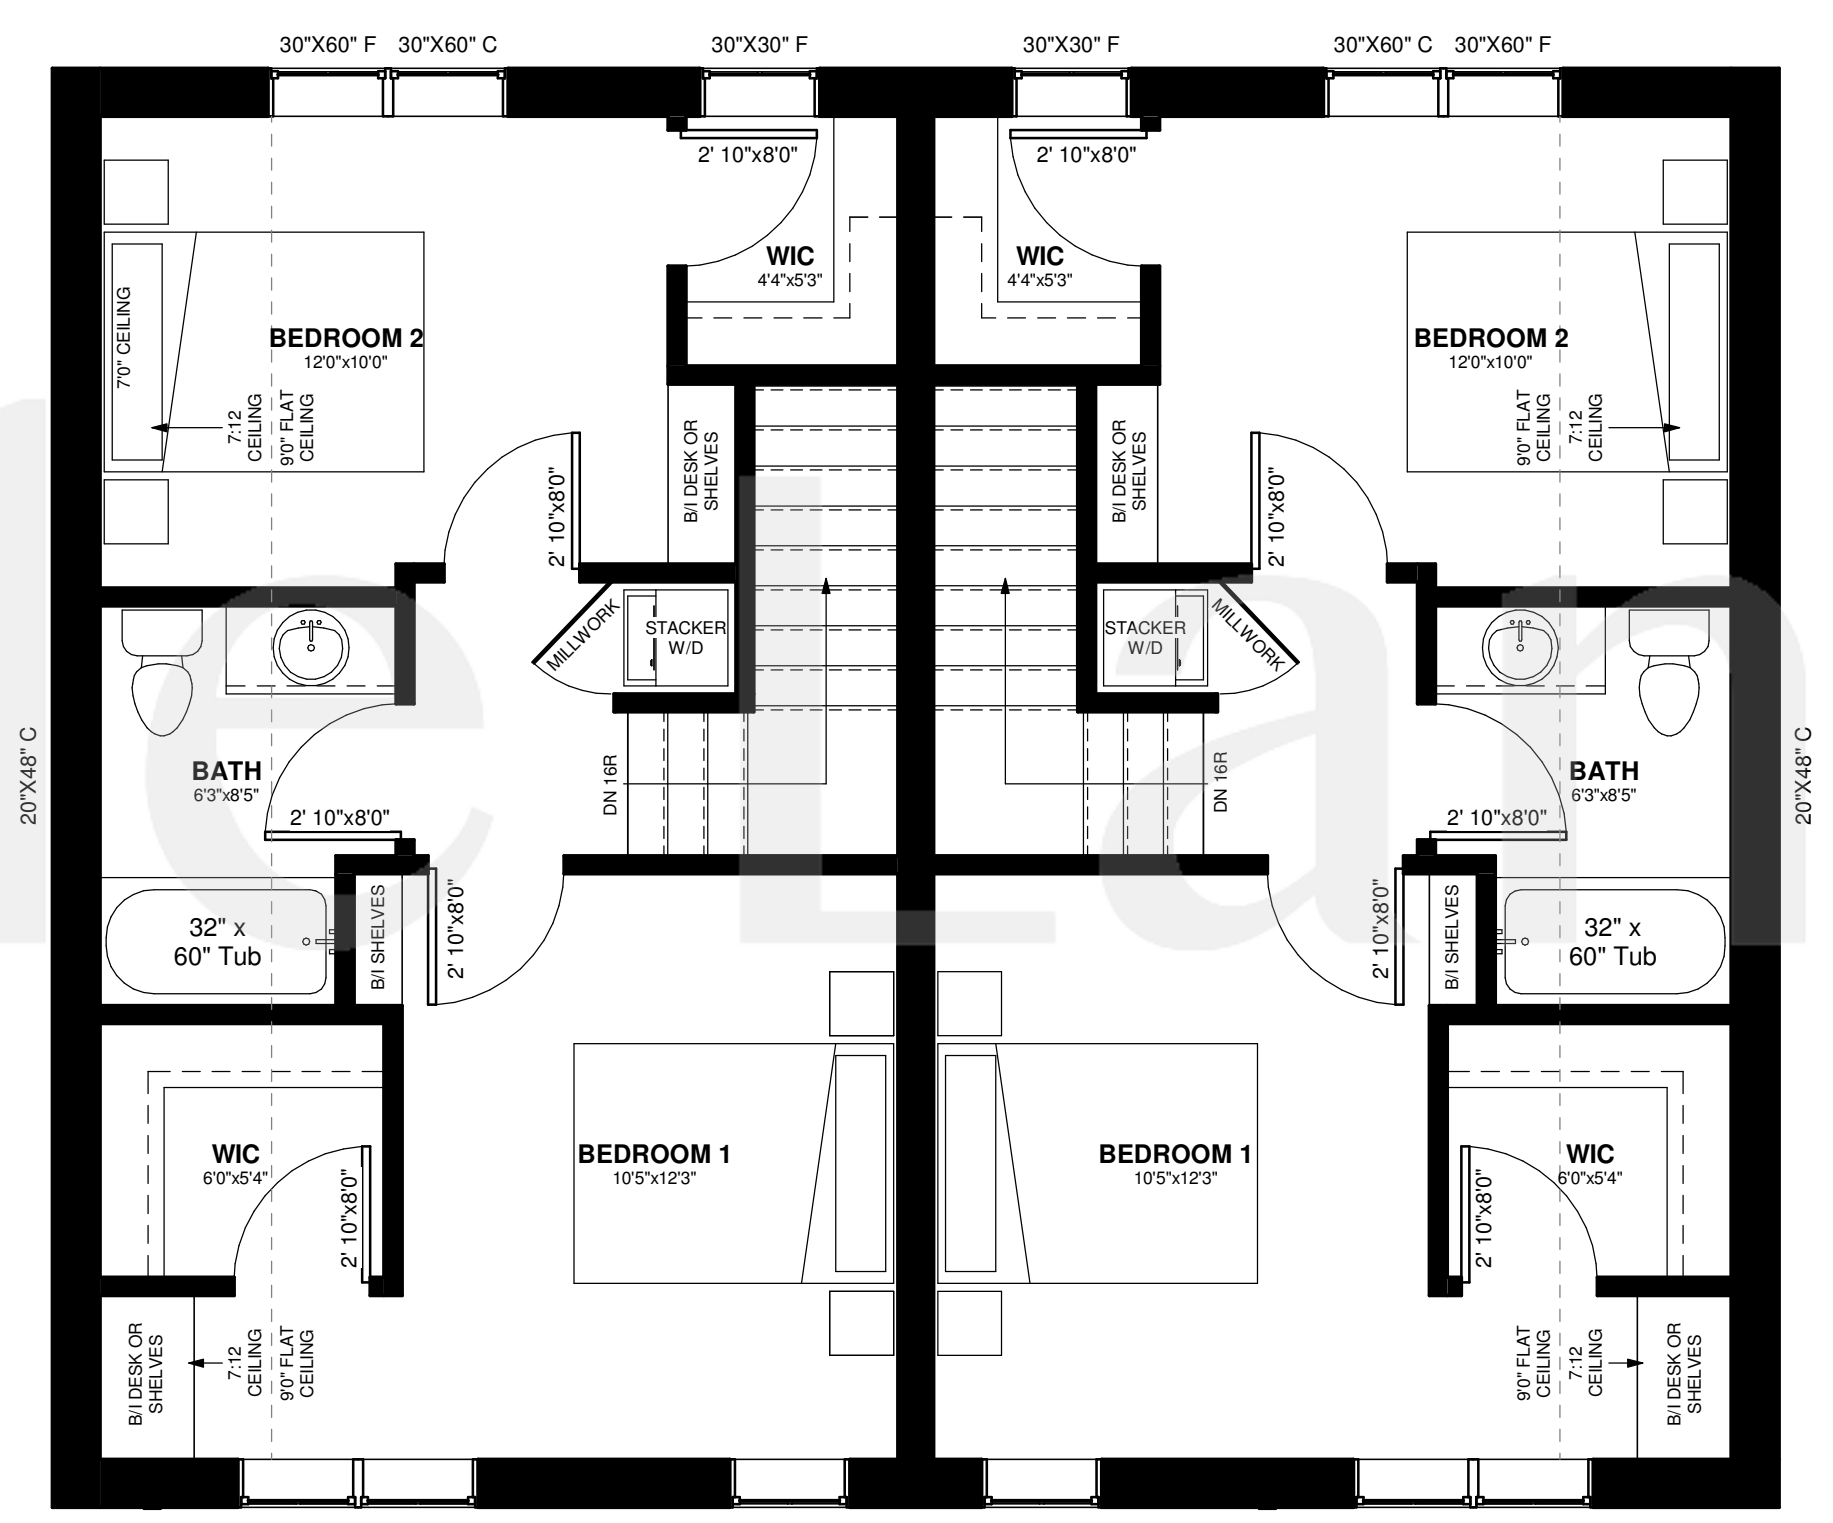 30"X60" F 30"X60" C 30"X30" F 30"X30" F 30"X60" C 30"X60" F
2' 10"x8'0" 2' 10"x8'0"
WIC
4'4"x5'3"
WIC
4'4"x5'3"
BEDROOM 2
12'0"x10'0"
BEDROOM 2
12'0"x10'0"
7'0" CEILING
7:12
CEILING
9'0" FLAT
CEILING
9'0" FLAT
CEILING
7:12
CEILING
2' 10"x8'0"
B/I DESK OR
SHELVES
B/I DESK OR
SHELVES
2' 10"x8'0"
MILLWORK
STACKER
W/D
STACKER
W/D
MILLWORK
20"X48" C
BATH
6'3"x8'5"
2' 10"x8'0"
DN 16R
DN 16R
BATH
6'3"x8'5"
2' 10"x8'0"
20"X48" C
e Lan
32" x
60" Tub
B/I SHELVES
2' 10"x8'0"
2' 10"x8'0"
B/I SHELVES
32" x
60" Tub
WIC
6'0"x5'4"
2' 10"x8'0"
BEDROOM 1
10'5"x12'3"
BEDROOM 1
10'5"x12'3"
2' 10"x8'0"
WIC
6'0"x5'4"
B/I DESK OR
SHELVES
7:12
CEILING
9'0" FLAT
CEILING
9'0" FLAT
CEILING
7:12
CEILING
B/I DESK OR
SHELVES